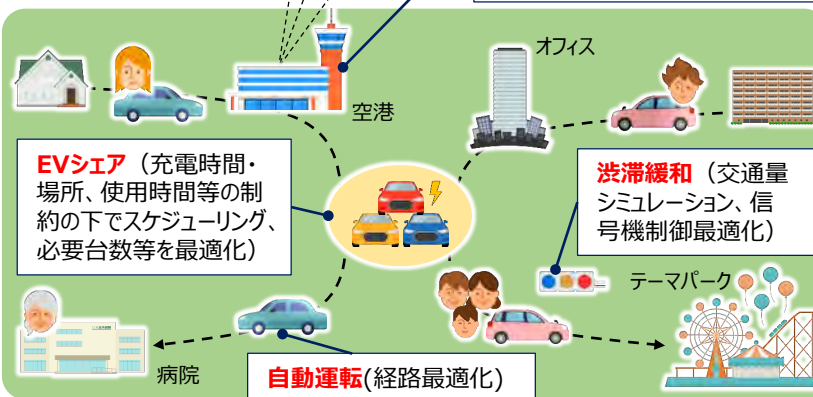 オフィス
空港
EVシェア（充電時間・
場所、使用時間等の制
約の下でスケジューリング、
必要台数等を最適化）
渋滞緩和（交通量
シミュレーション、信
号機制御最適化）
テーマパーク
病院
自動運転(経路最適化)